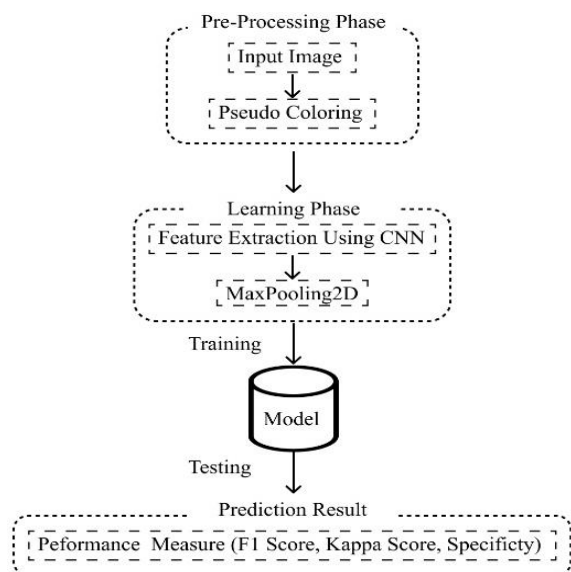 Pre-Processing Phase
Input Image
Pseudo Coloring
Learning Phase
Feature Extraction Using CNN
MaxPooling2D
Training
Model
Testing
Prediction Result
Peformance Measure (F1 Score, Kappa Score, Specificty)